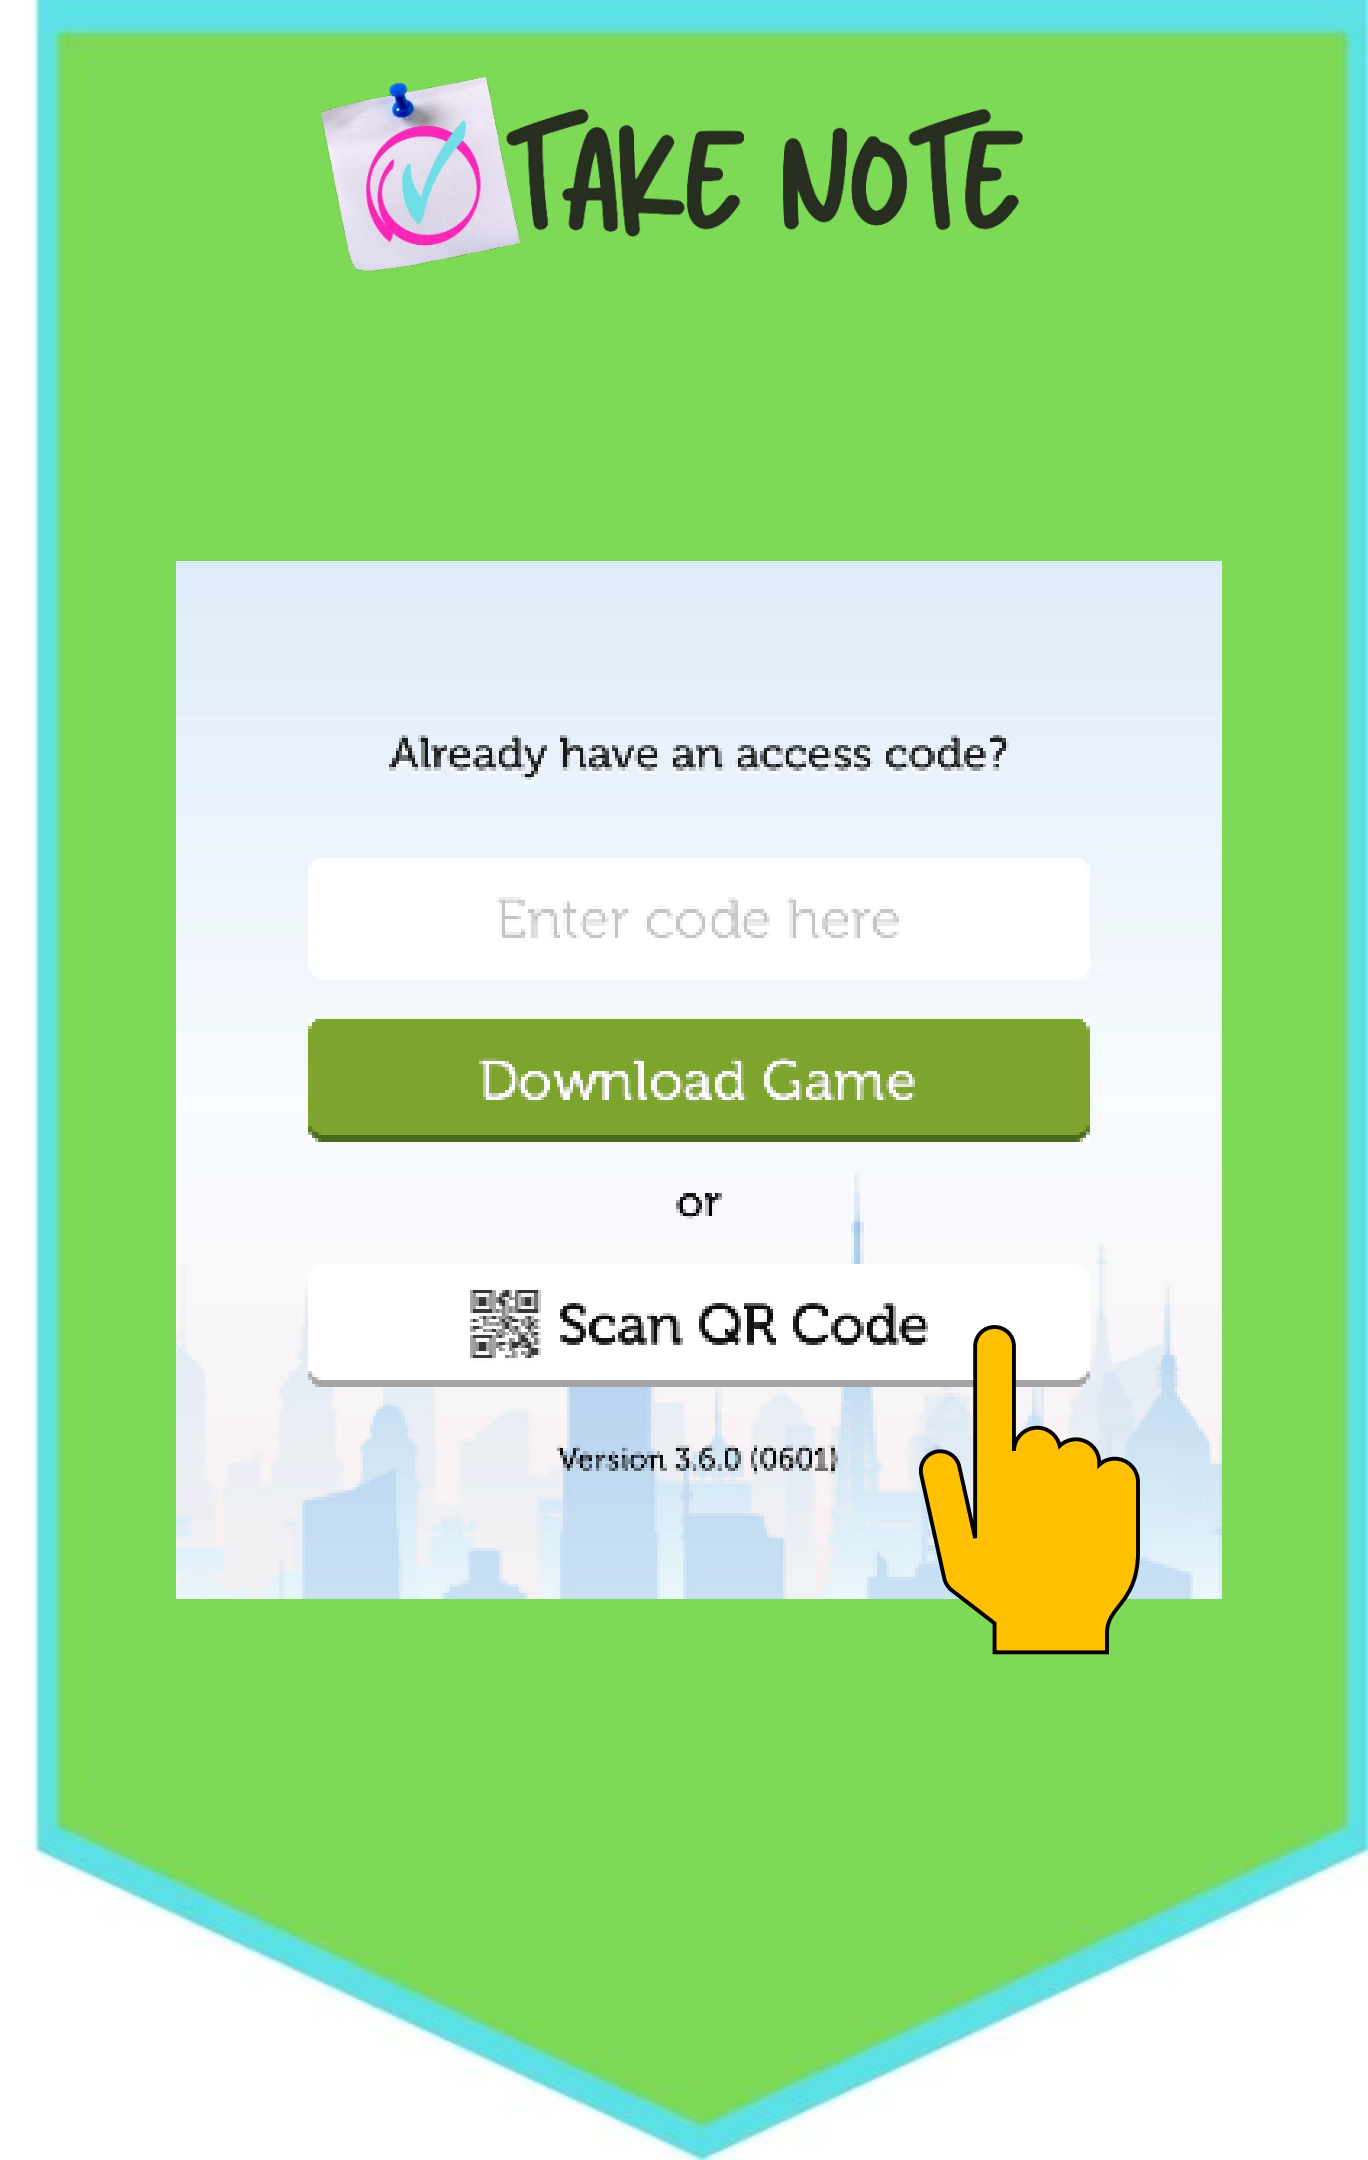 TAKE NOTE
Already have an access code?
Enter code here
Download Game
or
Scan QR Code
Version 3.6.0 (0601)